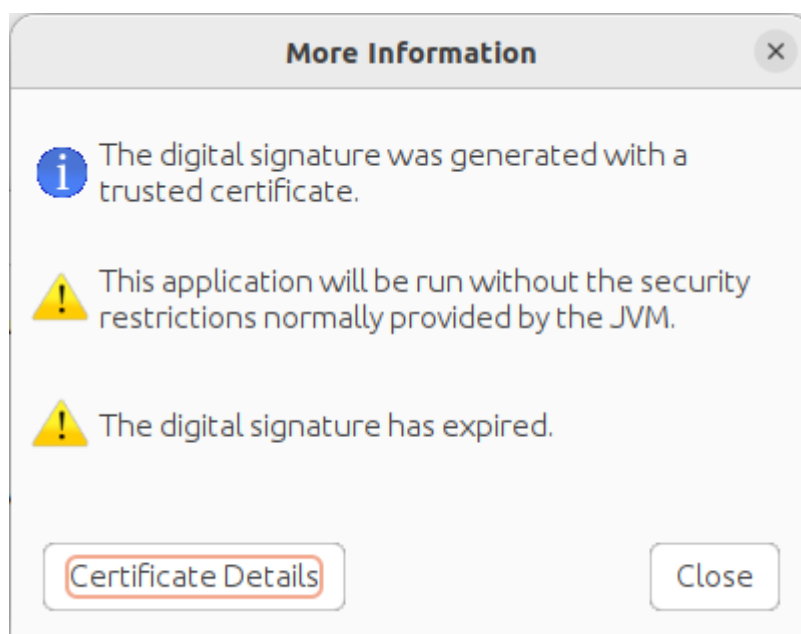 More Information
The digital signature was generated with a
trusted certificate.
This application will be run without the security
restrictions normally provided by the JVM.
The digital signature has expired.
Certificate Details
Close